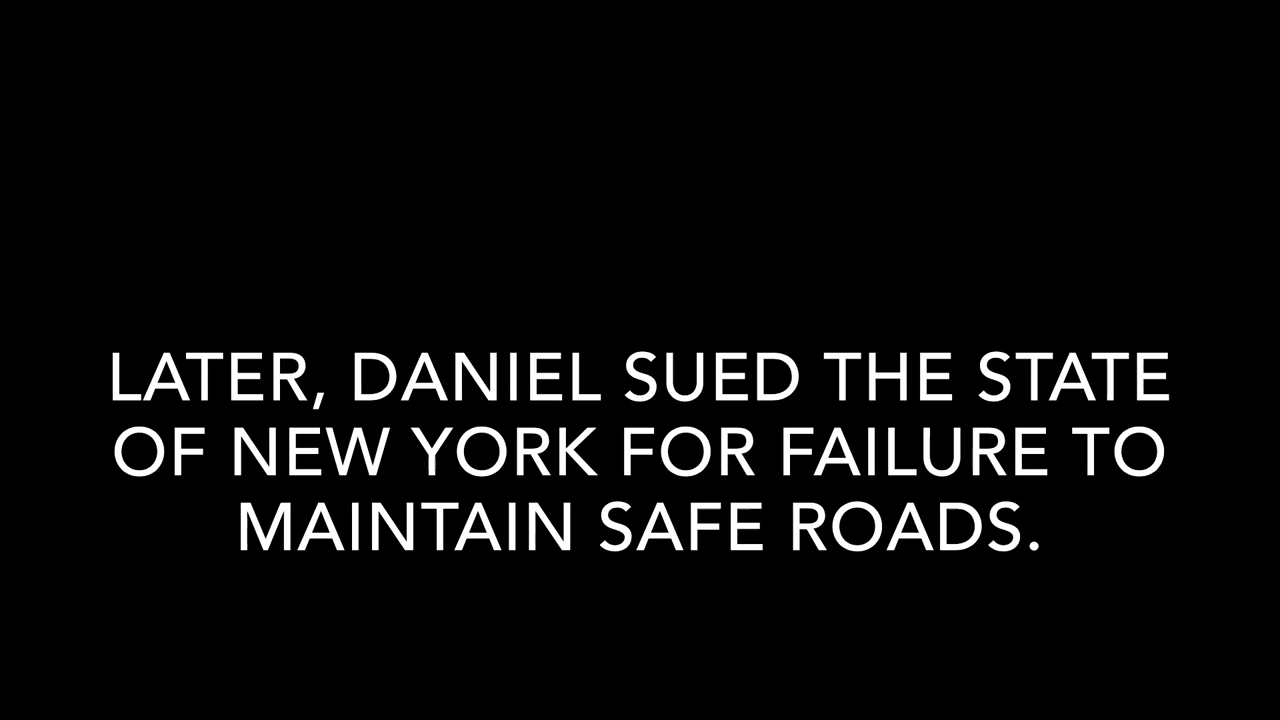 LATER, DANIEL SUED THE STATE
OF NEW YORK FOR FAILURE TO
MAINTAIN SAFE ROADS.